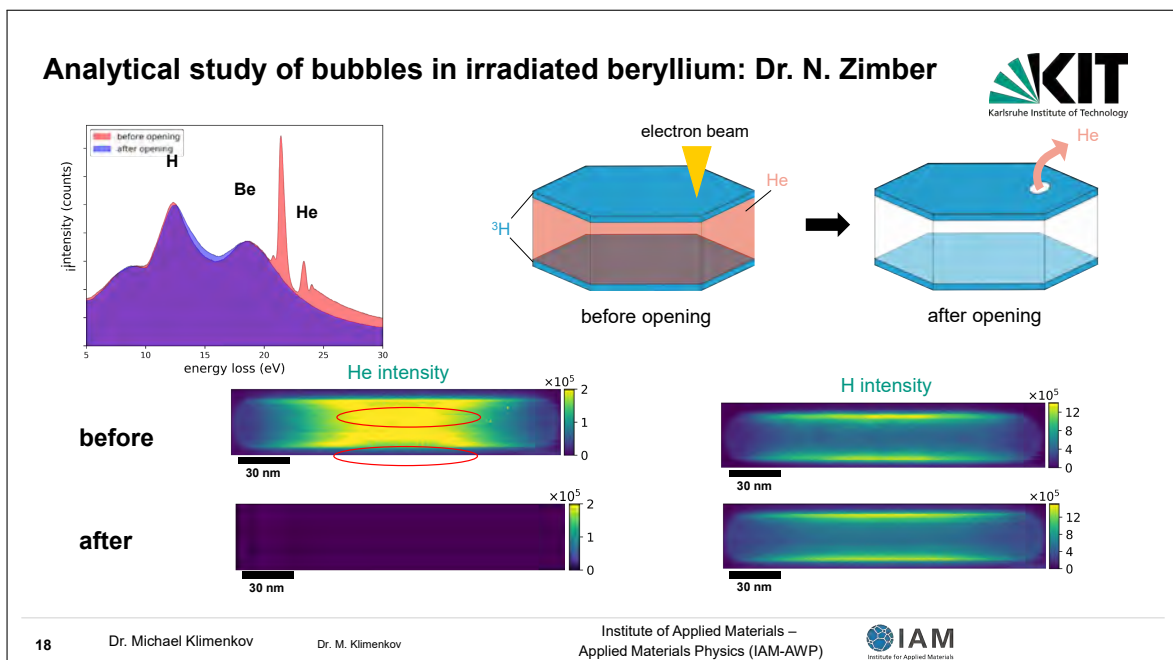 Analytical study of bubbles in irradiated beryllium: Dr. N. Zimber
KIT
Karlsruhe Institute of Technology
before opening
after opening
H
Be
He
intensity (counts)
5 10 15 20 25 30
energy loss (eV)
electron beam
He
³H
before opening
He
after opening
He intensity
H intensity
before
×10⁵
2
1
0
30 nm
×10⁵
12
8
4
0
30 nm
after
×10⁵
2
1
0
30 nm
×10⁵
12
8
4
0
30 nm
18
Dr. Michael Klimenkov
Dr. M. Klimenkov
Institute of Applied Materials –
Applied Materials Physics (IAM-AWP)
IAM
Institute for Applied Materials